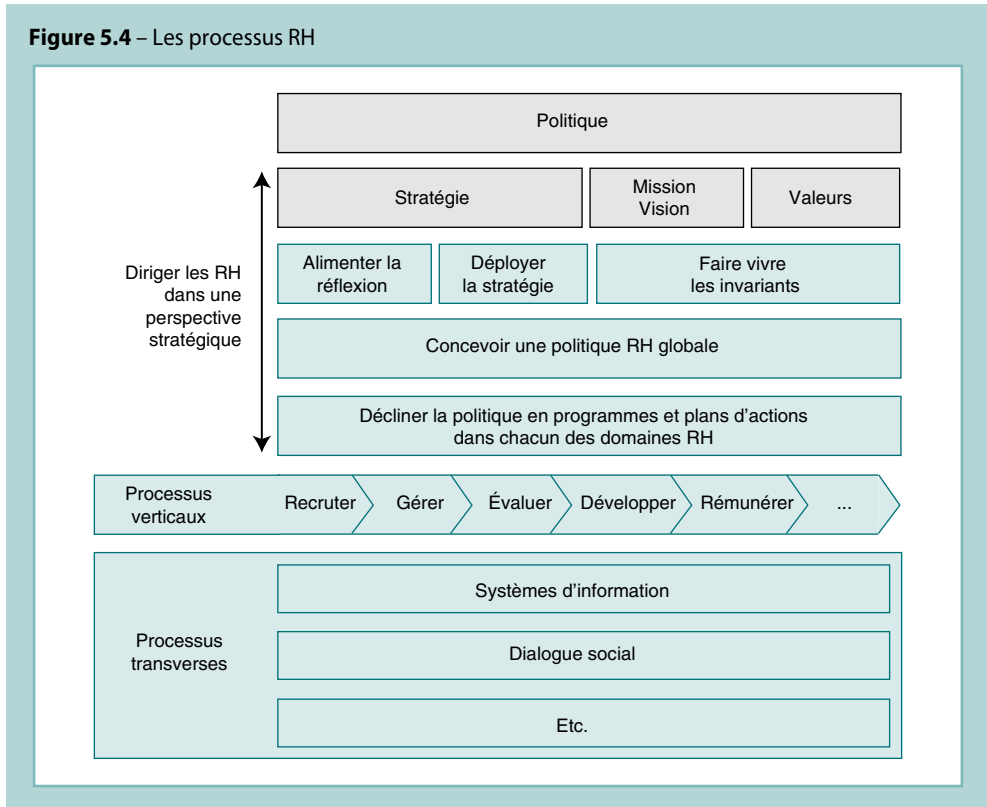 Figure 5.4 – Les processus RH
Politique
Stratégie
Mission
Vision
Valeurs
Diriger les RH
dans une
perspective
stratégique
Alimenter la
réflexion
Déployer
la stratégie
Faire vivre
les invariants
Concevoir une politique RH globale
Décliner la politique en programmes et plans d'actions
dans chacun des domaines RH
Processus
verticaux
Recruter
Gérer
Évaluer
Développer
Rémunérer
...
Processus
transverses
Systèmes d'information
Dialogue social
Etc.